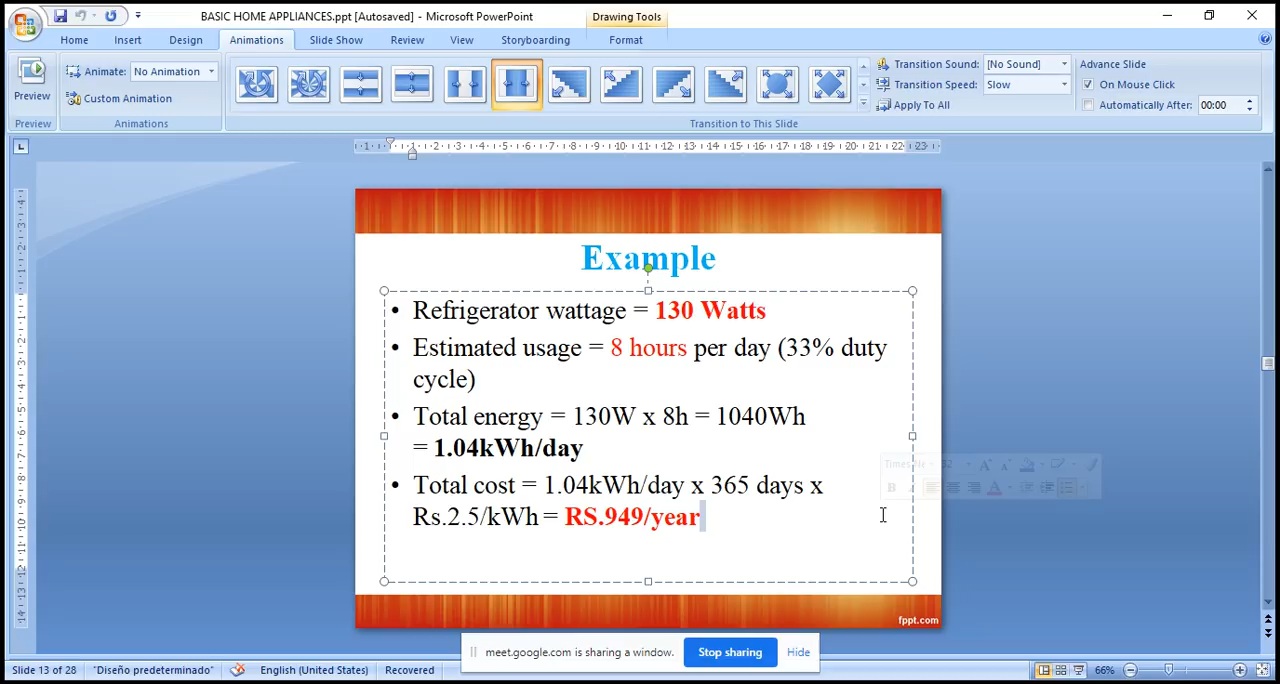 BASIC HOME APPLIANCES.ppt [Autosaved] - Microsoft PowerPoint
Drawing Tools
Home Insert Design Animations Slide Show Review View Storyboarding Format
Preview
Animate: No Animation
Custom Animation
Transition Sound: [No Sound]
Transition Speed: Slow
Apply To All
Advance Slide
On Mouse Click
Automatically After: 00:00
Preview Animations Transition to This Slide
Example
• Refrigerator wattage = 130 Watts
• Estimated usage = 8 hours per day (33% duty
cycle)
• Total energy = 130W x 8h = 1040Wh
= 1.04kWh/day
• Total cost = 1.04kWh/day x 365 days x
Rs.2.5/kWh = RS.949/year
fppt.com
meet.google.com is sharing a window. Stop sharing Hide
Slide 13 of 28 "Diseño predeterminado" English (United States) Recovered 66%